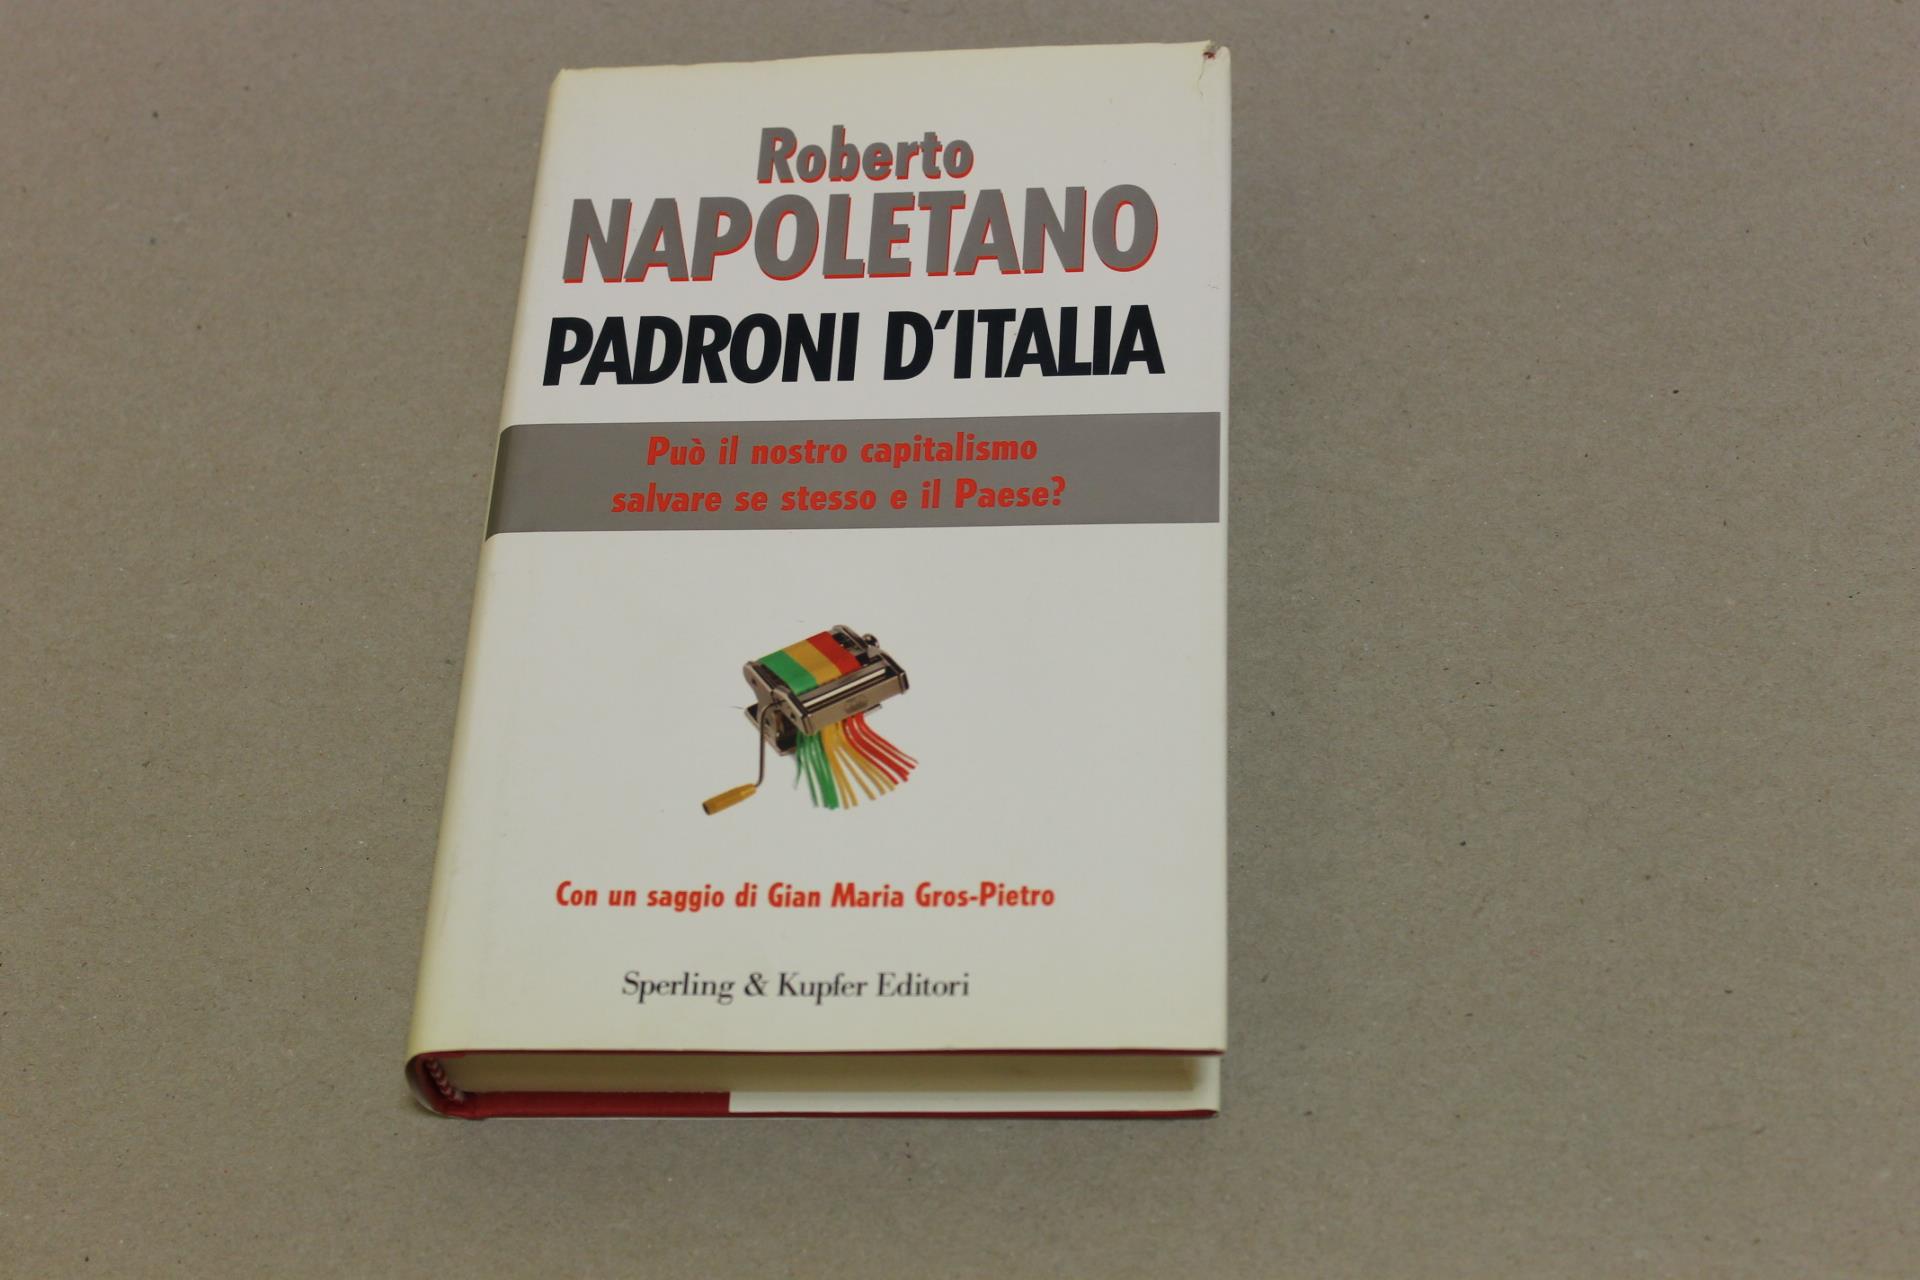 Roberto
NAPOLETANO
PADRONI D'ITALIA
Può il nostro capitalismo
salvare se stesso e il Paese?
Con un saggio di Gian Maria Gros-Pietro
Sperling & Kupfer Editori